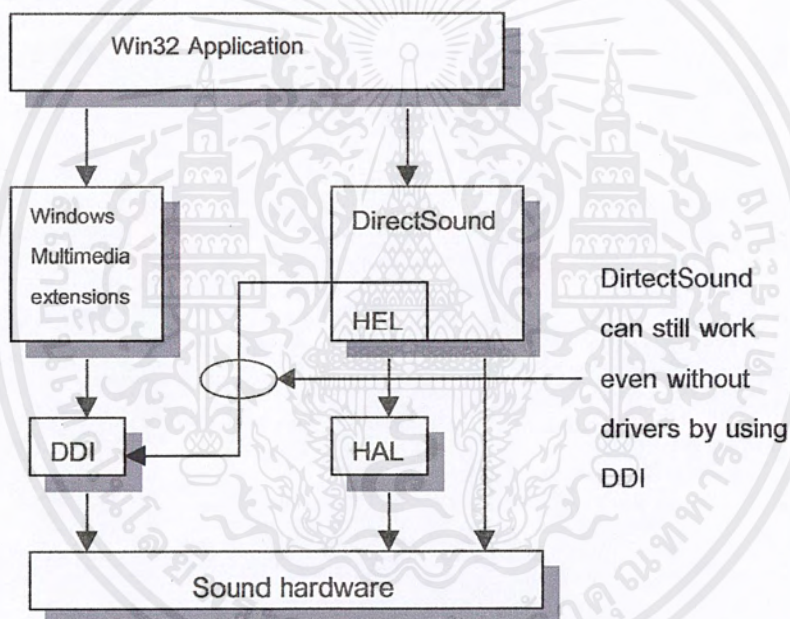 Win32 Application
Windows
Multimedia
extensions
DirectSound
HEL
DirtectSound
can still work
even without
drivers by using
DDI
DDI
HAL
Sound hardware